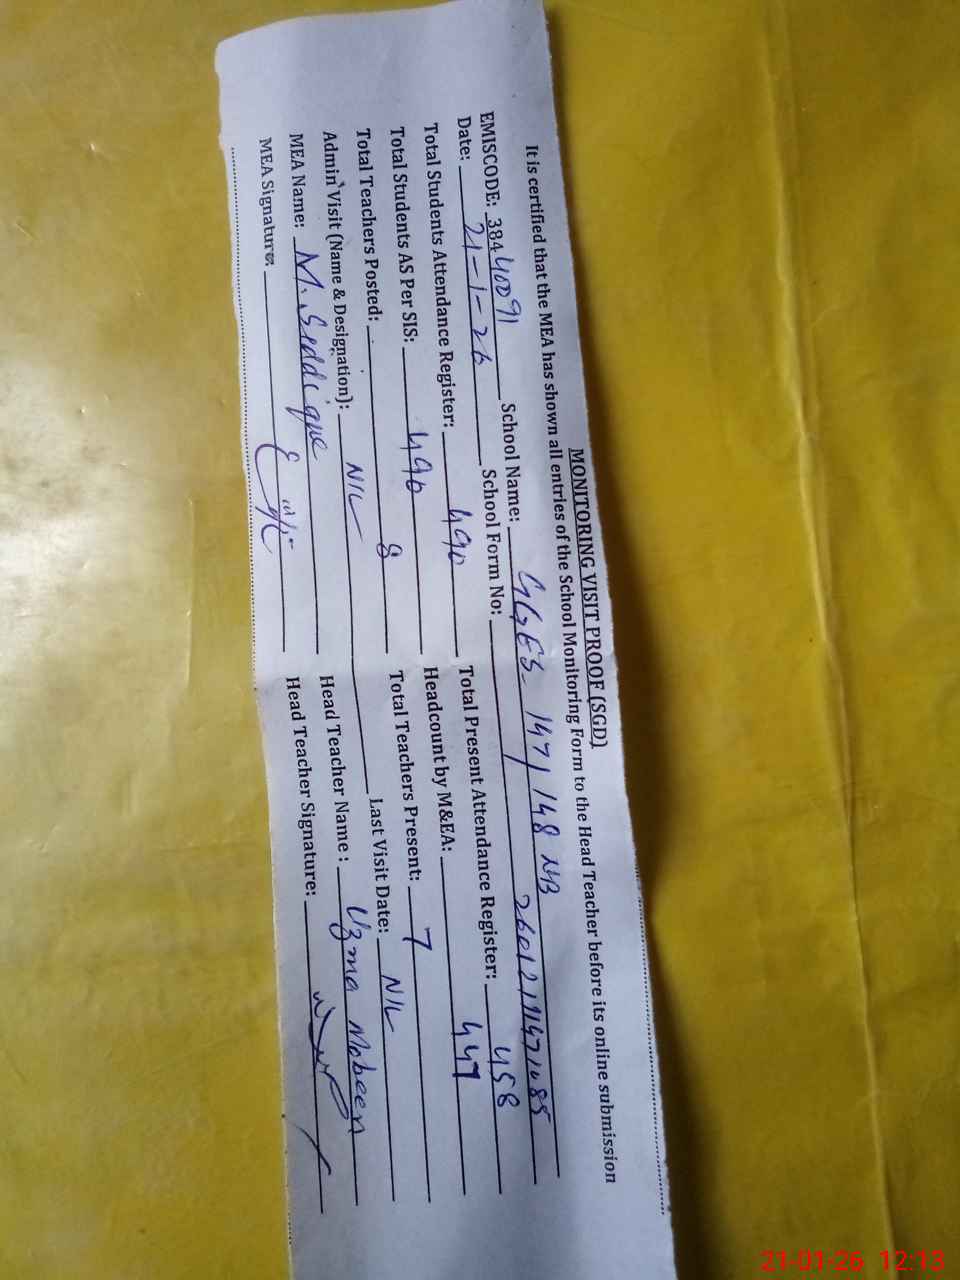 MONITORING VISIT PROOF (SGD)
It is certified that the MEA has shown all entries of the School Monitoring Form to the Head Teacher before its online submission
EMISCODE: 38440091 School Name: GGES 147/148 NB
Date: 21-1-26 School Form No:
Total Students Attendance Register: 490 Total Present Attendance Register: 458
Total Students AS Per SIS: 490 Headcount by M&EA: 447
Total Teachers Posted: 8 Total Teachers Present: 7
Admin Visit (Name & Designation): NIL Last Visit Date: NIL
MEA Name: M. Siddique Head Teacher Name: Uzma Mobeen
MEA Signature: Head Teacher Signature:
21-01-26 12:13